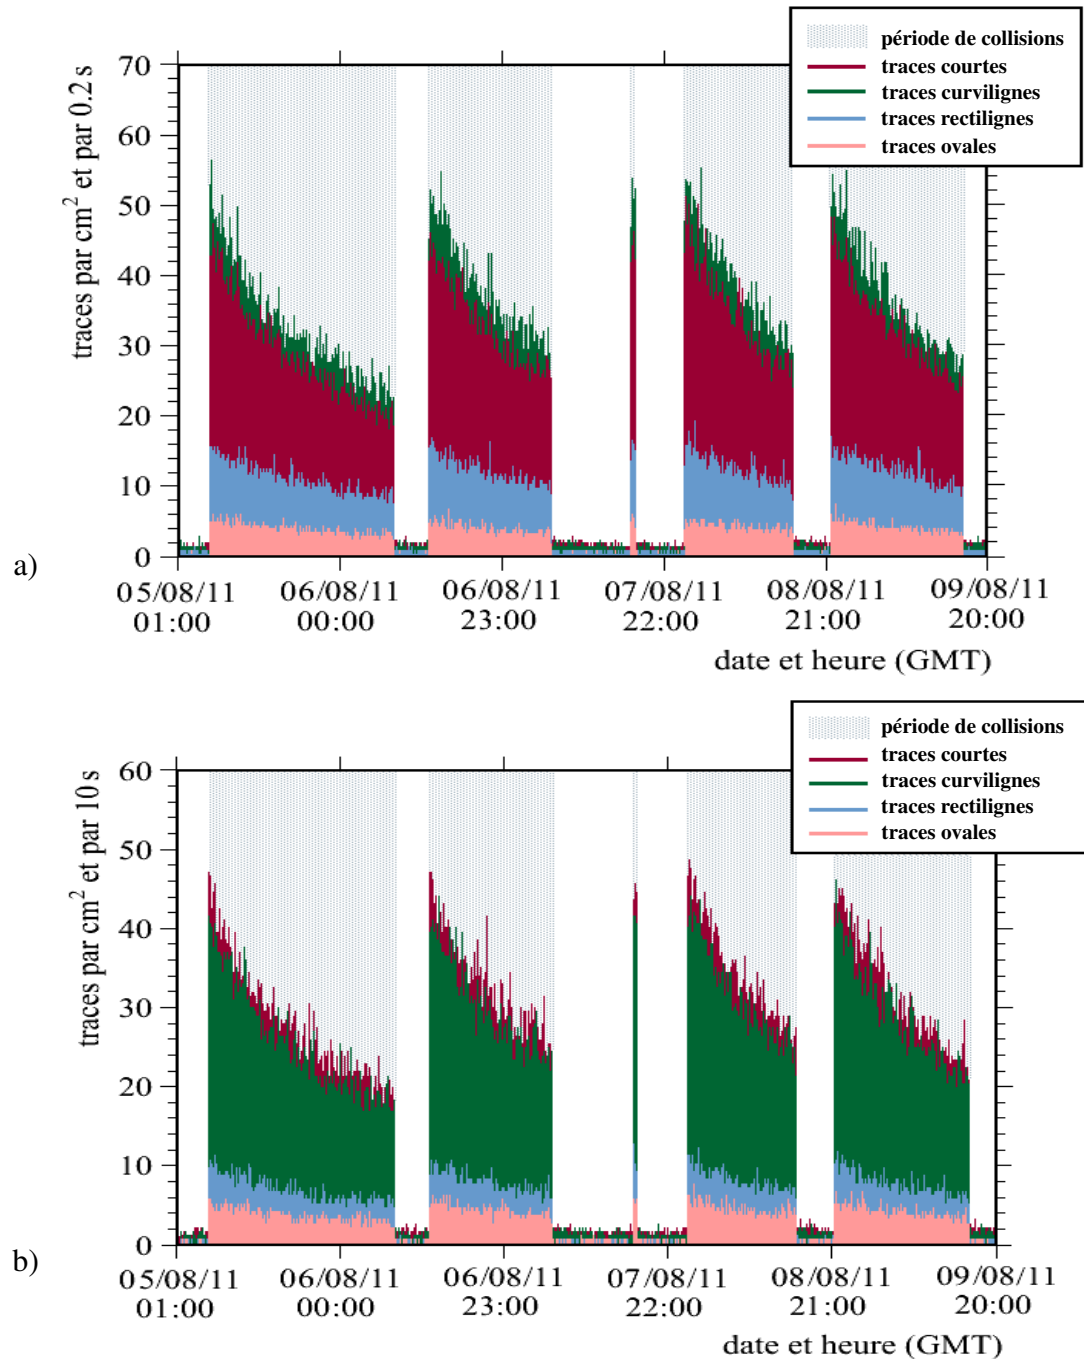 période de collisions
traces courtes
traces curvilignes
traces rectilignes
traces ovales
traces par cm² et par 0.2 s
70
60
50
40
30
20
10
0
a)
05/08/11 06/08/11 06/08/11 07/08/11 08/08/11 09/08/11
01:00 00:00 23:00 22:00 21:00 20:00
date et heure (GMT)
période de collisions
traces courtes
traces curvilignes
traces rectilignes
traces ovales
traces par cm² et par 10 s
60
50
40
30
20
10
0
b)
05/08/11 06/08/11 06/08/11 07/08/11 08/08/11 09/08/11
01:00 00:00 23:00 22:00 21:00 20:00
date et heure (GMT)